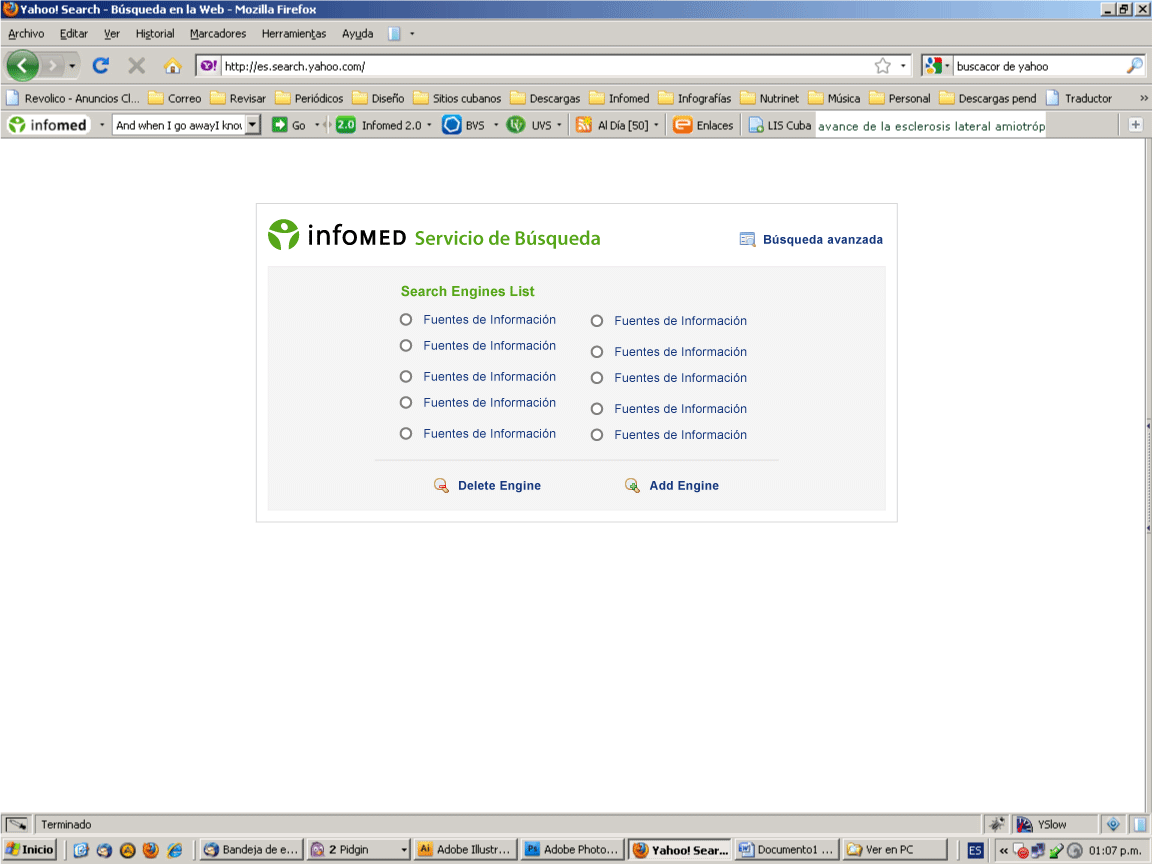 Yahoo! Search - Búsqueda en la Web - Mozilla Firefox
Archivo Editar Ver Historial Marcadores Herramientas Ayuda
Y! http://es.search.yahoo.com/ buscacor de yahoo
Revolico - Anuncios Cl... Correo Revisar Periódicos Diseño Sitios cubanos Descargas Infomed Infografías Nutrinet Música Personal Descargas pend Traductor »
infomed And when I go awayI knou Go 2.0 Infomed 2.0 BVS UVS Al Día [50] Enlaces LIS Cuba avance de la esclerosis lateral amiotróp
infOMED Servicio de Búsqueda Búsqueda avanzada
Search Engines List
Fuentes de Información Fuentes de Información
Fuentes de Información Fuentes de Información
Fuentes de Información Fuentes de Información
Fuentes de Información Fuentes de Información
Fuentes de Información Fuentes de Información
Delete Engine Add Engine
Terminado YSlow
Inicio Bandeja de e... 2 Pidgin Ai Adobe Illustr... Ps Adobe Photo... Yahoo! Sear... Documento1 ... Ver en PC ES « 01:07 p.m.